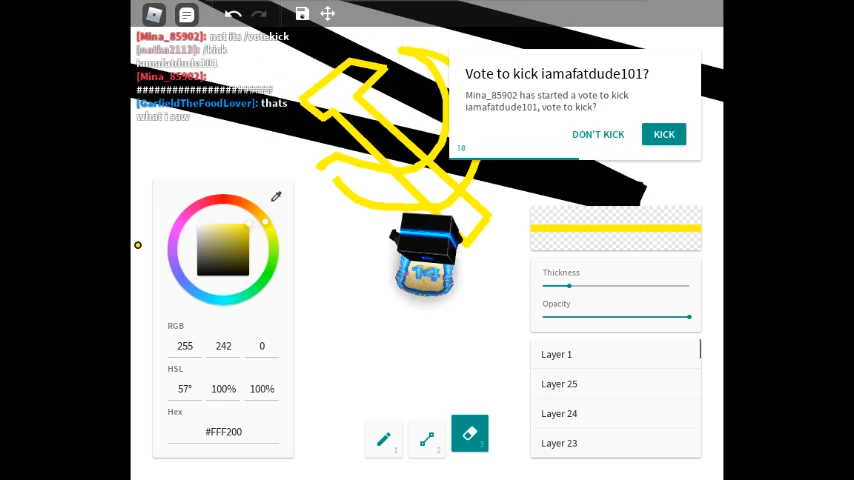 [Mina_85902]: nat its /votekick
/kick
iamafatdude101
[Mina_85902]:
########################
[GarfieldTheFoodLover]: thats
what i saw
Vote to kick iamafatdude101?
Mina_85902 has started a vote to kick
iamafatdude101, vote to kick?
10
DON'T KICK
KICK
14
RGB
255 242 0
HSL
57° 100% 100%
Hex
#FFF200
Thickness
Opacity
Layer 1
Layer 25
Layer 24
Layer 23
1 2 3